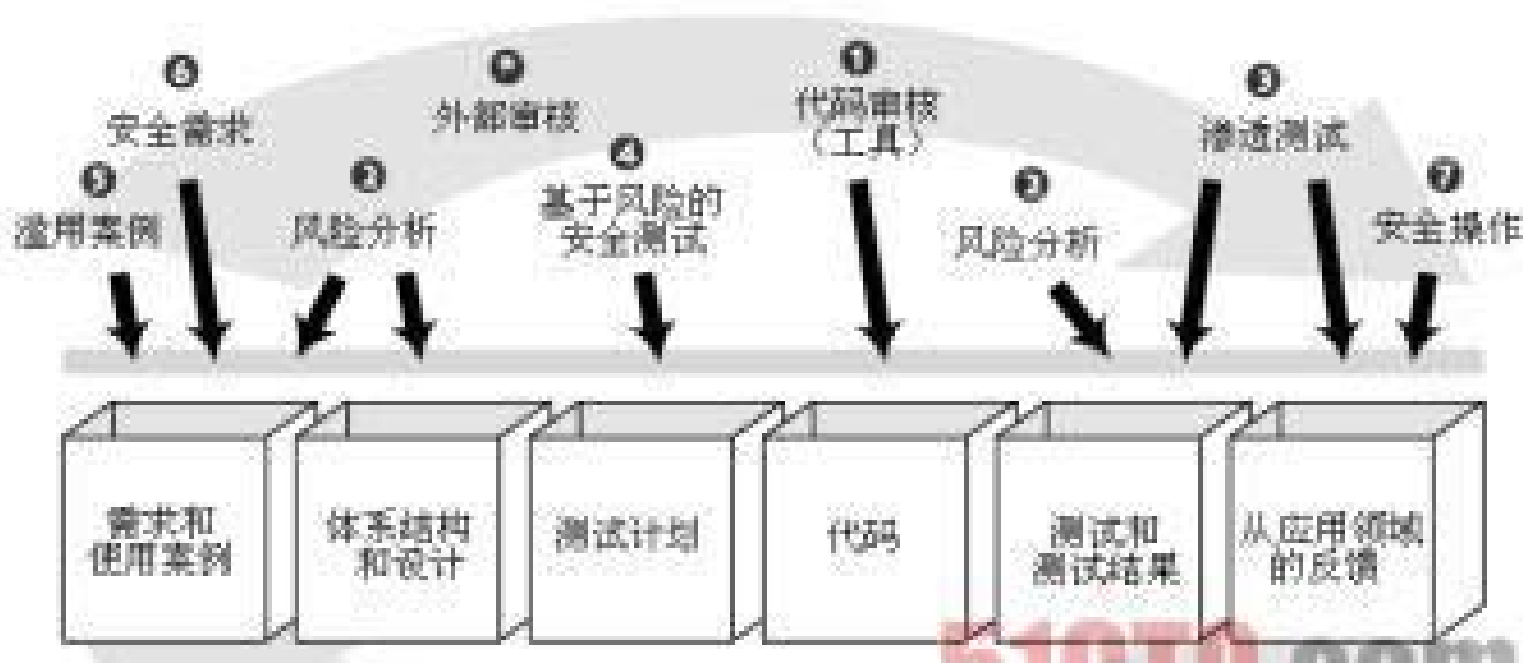 安全需求
外部审核
代码审核
（工具）
渗透测试
滥用案例
风险分析
④
基于风险的
安全测试
风险分析
⑦
安全操作
需求和
使用案例
体系结构
和设计
测试计划
代码
测试和
测试结果
从应用领域
的反馈